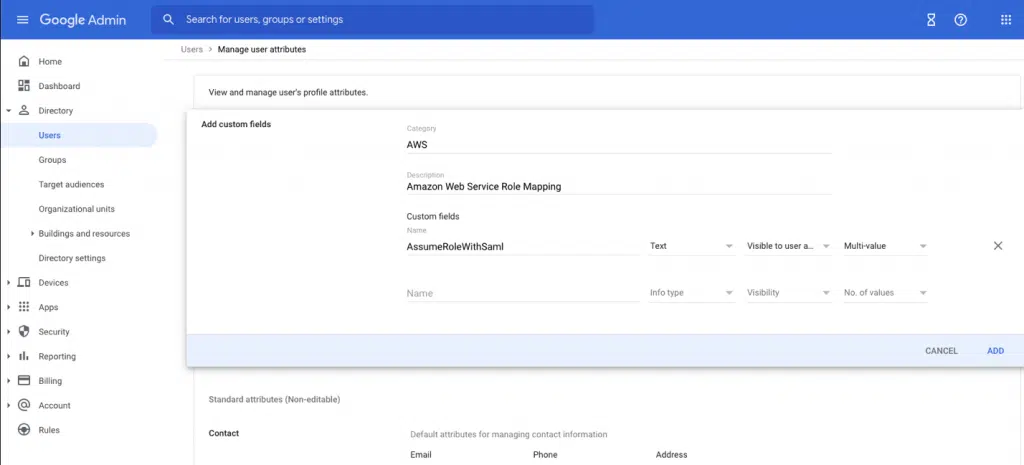 Google Admin
Search for users, groups or settings
Users > Manage user attributes
Home
Dashboard
Directory
Users
Groups
Target audiences
Organizational units
Buildings and resources
Directory settings
Devices
Apps
Security
Reporting
Billing
Account
Rules
View and manage user's profile attributes.
Add custom fields
Category
AWS
Description
Amazon Web Service Role Mapping
Custom fields
Name
AssumeRoleWithSaml Text Visible to user a... Multi-value
Name Info type Visibility No. of values
CANCEL ADD
Standard attributes (Non-editable)
Contact Default attributes for managing contact information
Email Phone Address